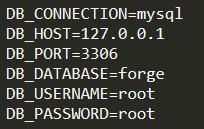 DB_CONNECTION=mysql
DB_HOST=127.0.0.1
DB_PORT=3306
DB_DATABASE=forge
DB_USERNAME=root
DB_PASSWORD=root